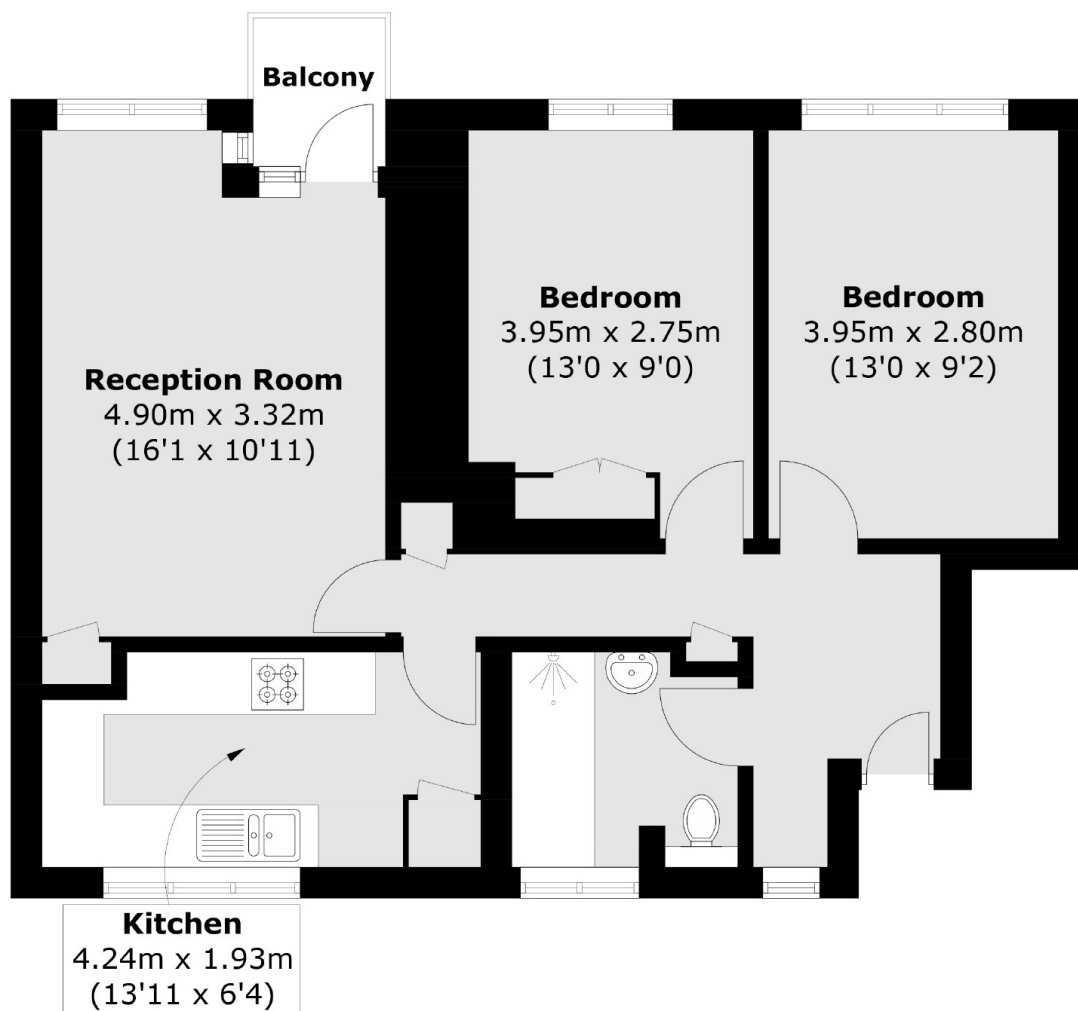 Balcony
Reception Room
4.90m x 3.32m
(16'1 x 10'11)
Bedroom
3.95m x 2.75m
(13'0 x 9'0)
Bedroom
3.95m x 2.80m
(13'0 x 9'2)
Kitchen
4.24m x 1.93m
(13'11 x 6'4)